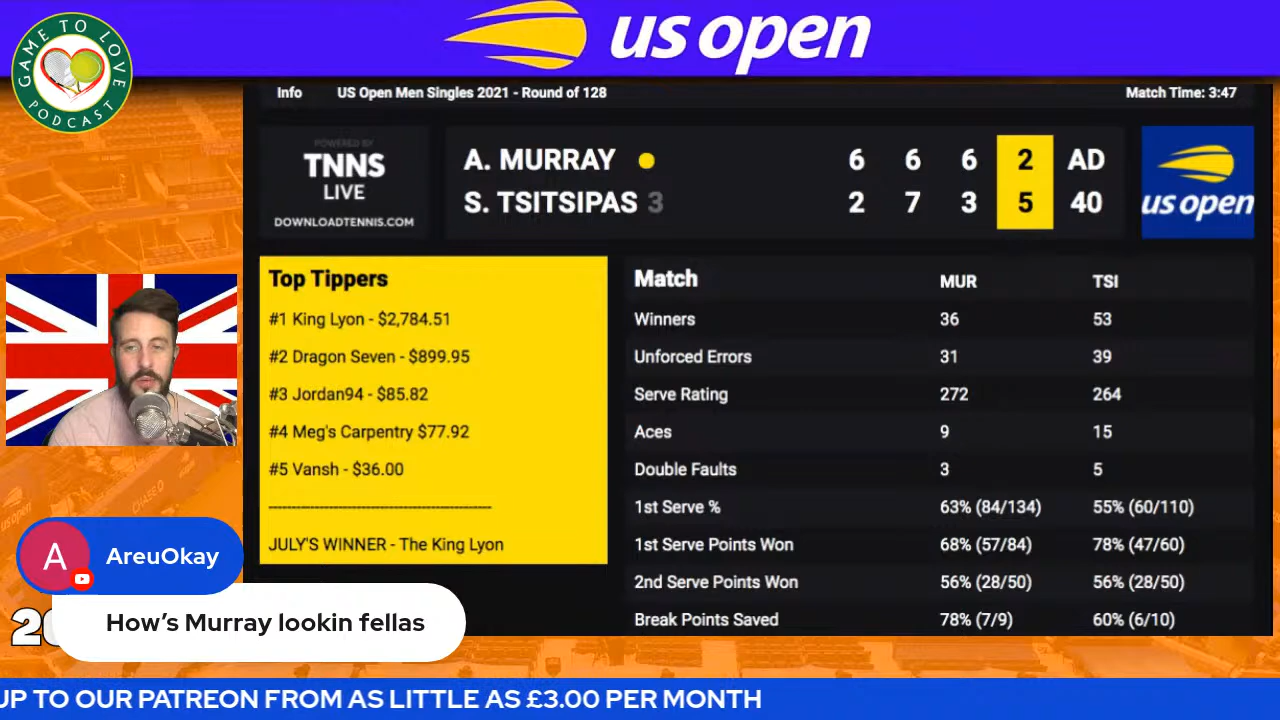 GAME TO LOVE
PODCAST
us open
Info US Open Men Singles 2021 - Round of 128 Match Time: 3:47
POWERED BY
TNNS
LIVE
DOWNLOADTENNIS.COM
A. MURRAY 6 6 6 2 AD
S. TSITSIPAS 3 2 7 3 5 40
us open
Top Tippers
#1 King Lyon - $2,784.51
#2 Dragon Seven - $899.95
#3 Jordan94 - $85.82
#4 Meg's Carpentry $77.92
#5 Vansh - $36.00
JULY'S WINNER - The King Lyon
Match MUR TSI
Winners 36 53
Unforced Errors 31 39
Serve Rating 272 264
Aces 9 15
Double Faults 3 5
1st Serve % 63% (84/134) 55% (60/110)
1st Serve Points Won 68% (57/84) 78% (47/60)
2nd Serve Points Won 56% (28/50) 56% (28/50)
Break Points Saved 78% (7/9) 60% (6/10)
CHASE
us open
A AreuOkay
How's Murray lookin fellas
UP TO OUR PATREON FROM AS LITTLE AS £3.00 PER MONTH